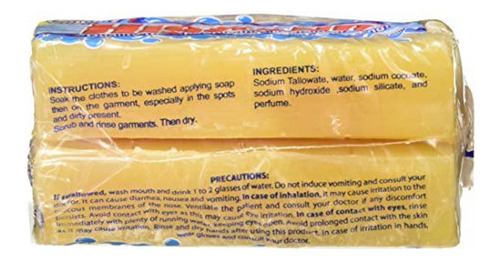 INSTRUCTIONS:
Soak the clothes to be washed applying soap
then on the garment, especially in the spots
and dirty present.
Scrub and rinse garments. Then dry.
INGREDIENTS:
Sodium Tallowate, water, sodium cocoate,
sodium hydroxide ,sodium silicate, and
perfume.
PRECAUTIONS:
If swallowed, wash mouth and drink 1 to 2 glasses of water. Do not induce vomiting and consult your
doctor. It can cause diarrhea, nausea and vomiting. In case of inhalation, it may cause irritation to the
mucous membranes of the nose. Ventilate the patient and consult your doctor if any discomfort
persists. Avoid contact with eyes as this may cause eye irritation. In case of contact with eyes, rinse
immediately with plenty of running water, keeping eyes open. Avoid prolonged contact with the skin
as it may cause irritation. Rinse and dry hands after using this product. In case of irritation in hands,
wear gloves and consult your doctor.